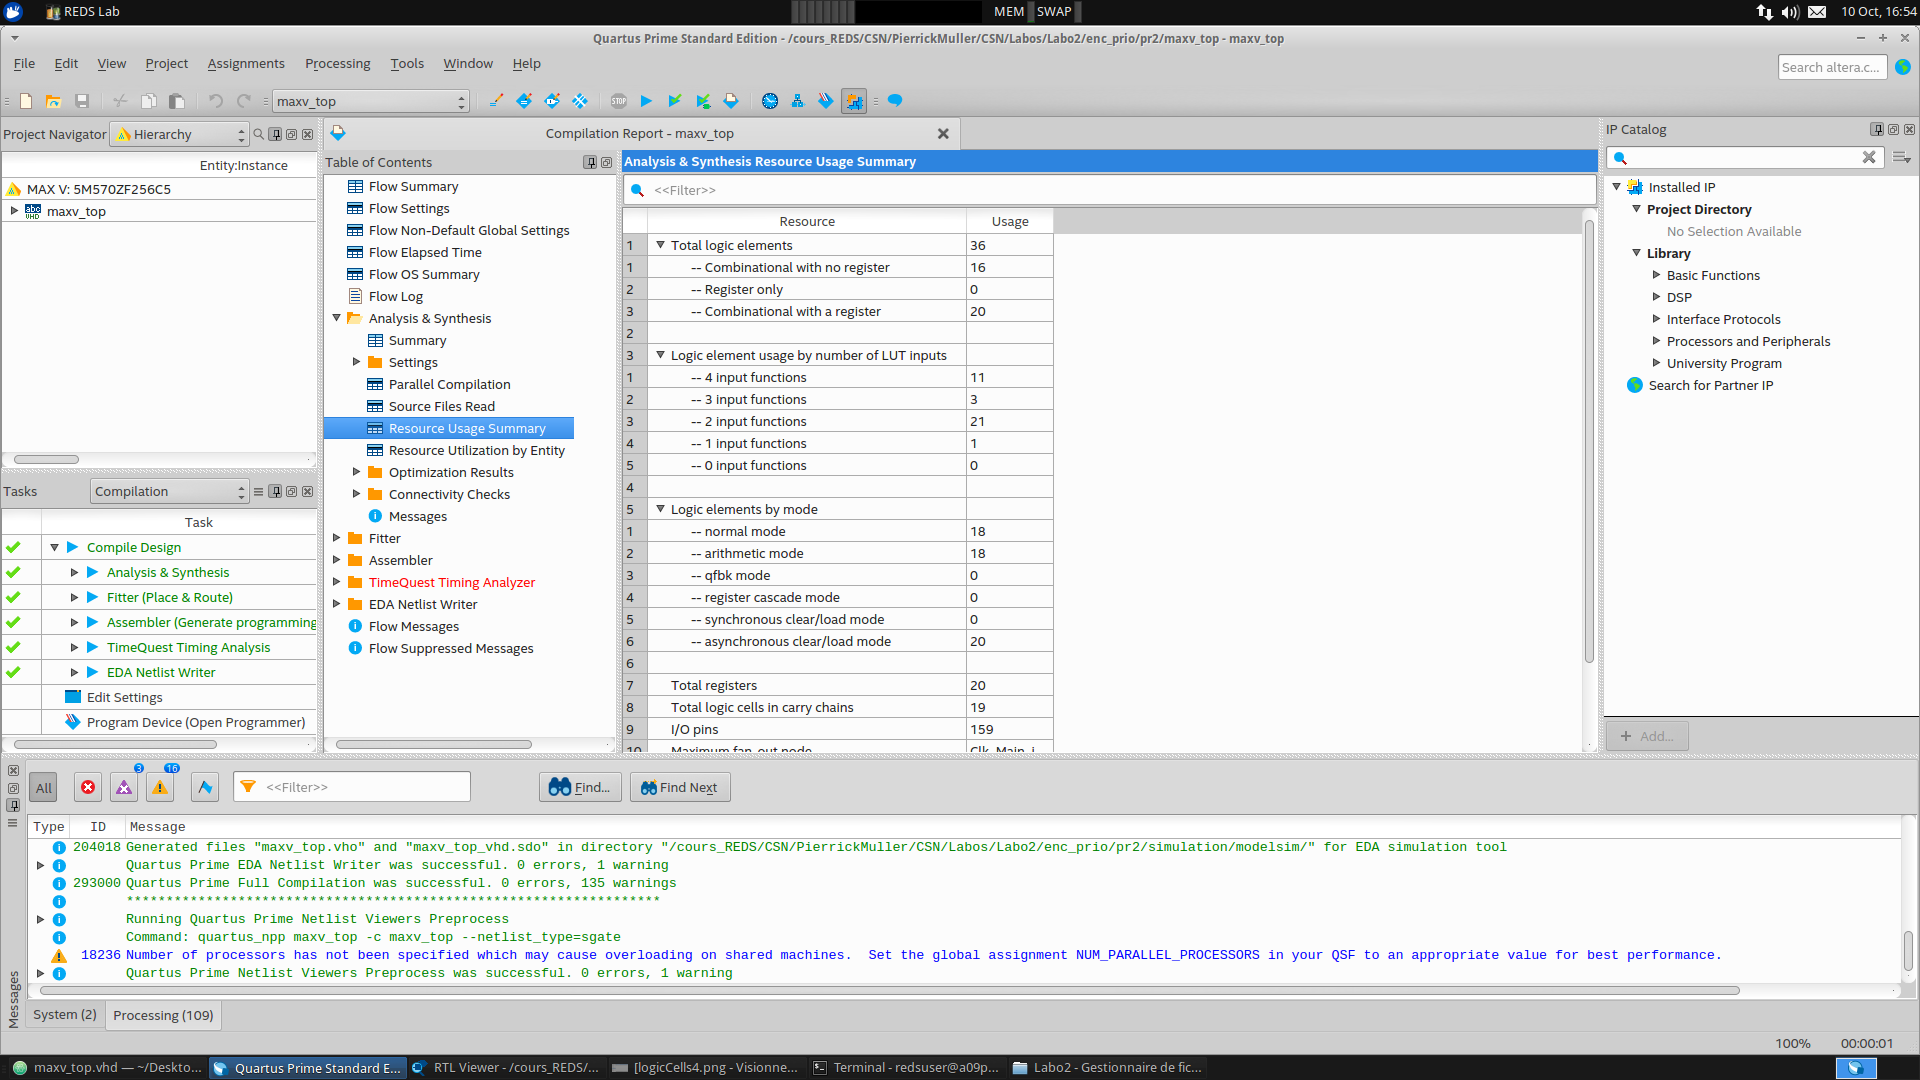 REDS Lab
MEM SWAP
10 Oct, 16:54
Quartus Prime Standard Edition - /cours_REDS/CSN/PierrickMuller/CSN/Labos/Labo2/enc_prio/pr2/maxv_top - maxv_top
File Edit View Project Assignments Processing Tools Window Help
Search altera.c...
maxv_top
STOP
Project Navigator
Hierarchy
Entity:Instance
MAX V: 5M570ZF256C5
abc VHD maxv_top
Tasks
Compilation
Task
Compile Design
Analysis & Synthesis
Fitter (Place & Route)
Assembler (Generate programming
TimeQuest Timing Analysis
EDA Netlist Writer
Edit Settings
Program Device (Open Programmer)
Compilation Report - maxv_top
Table of Contents
Flow Summary
Flow Settings
Flow Non-Default Global Settings
Flow Elapsed Time
Flow OS Summary
Flow Log
Analysis & Synthesis
Summary
Settings
Parallel Compilation
Source Files Read
Resource Usage Summary
Resource Utilization by Entity
Optimization Results
Connectivity Checks
Messages
Fitter
Assembler
TimeQuest Timing Analyzer
EDA Netlist Writer
Flow Messages
Flow Suppressed Messages
Analysis & Synthesis Resource Usage Summary
<<Filter>>
Resource Usage
1 Total logic elements 36
1 -- Combinational with no register 16
2 -- Register only 0
3 -- Combinational with a register 20
2
3 Logic element usage by number of LUT inputs
1 -- 4 input functions 11
2 -- 3 input functions 3
3 -- 2 input functions 21
4 -- 1 input functions 1
5 -- 0 input functions 0
4
5 Logic elements by mode
1 -- normal mode 18
2 -- arithmetic mode 18
3 -- qfbk mode 0
4 -- register cascade mode 0
5 -- synchronous clear/load mode 0
6 -- asynchronous clear/load mode 20
6
7 Total registers 20
8 Total logic cells in carry chains 19
9 I/O pins 159
10 Maximum fan-out node Clk_Main_i
IP Catalog
Installed IP
Project Directory
No Selection Available
Library
Basic Functions
DSP
Interface Protocols
Processors and Peripherals
University Program
Search for Partner IP
+ Add...
All
3
16
<<Filter>>
Find...
Find Next
Type ID Message
204018 Generated files "maxv_top.vho" and "maxv_top_vhd.sdo" in directory "/cours_REDS/CSN/PierrickMuller/CSN/Labos/Labo2/enc_prio/pr2/simulation/modelsim/" for EDA simulation tool
Quartus Prime EDA Netlist Writer was successful. 0 errors, 1 warning
293000 Quartus Prime Full Compilation was successful. 0 errors, 135 warnings
*******************************************************************
Running Quartus Prime Netlist Viewers Preprocess
Command: quartus_npp maxv_top -c maxv_top --netlist_type=sgate
18236 Number of processors has not been specified which may cause overloading on shared machines.  Set the global assignment NUM_PARALLEL_PROCESSORS in your QSF to an appropriate value for best performance.
Quartus Prime Netlist Viewers Preprocess was successful. 0 errors, 1 warning
Messages
System (2) Processing (109)
100% 00:00:01
maxv_top.vhd — ~/Deskto...
Quartus Prime Standard E...
RTL Viewer - /cours_REDS/...
[logicCells4.png - Visionne...
Terminal - redsuser@a09p...
Labo2 - Gestionnaire de fic...